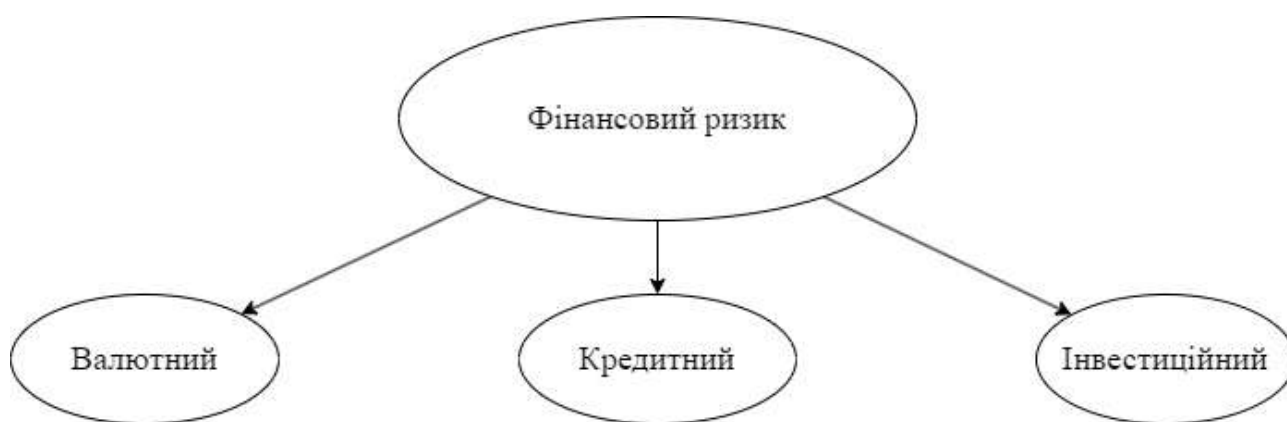 Фінансовий ризик
Валютний
Кредитний
Інвестиційний